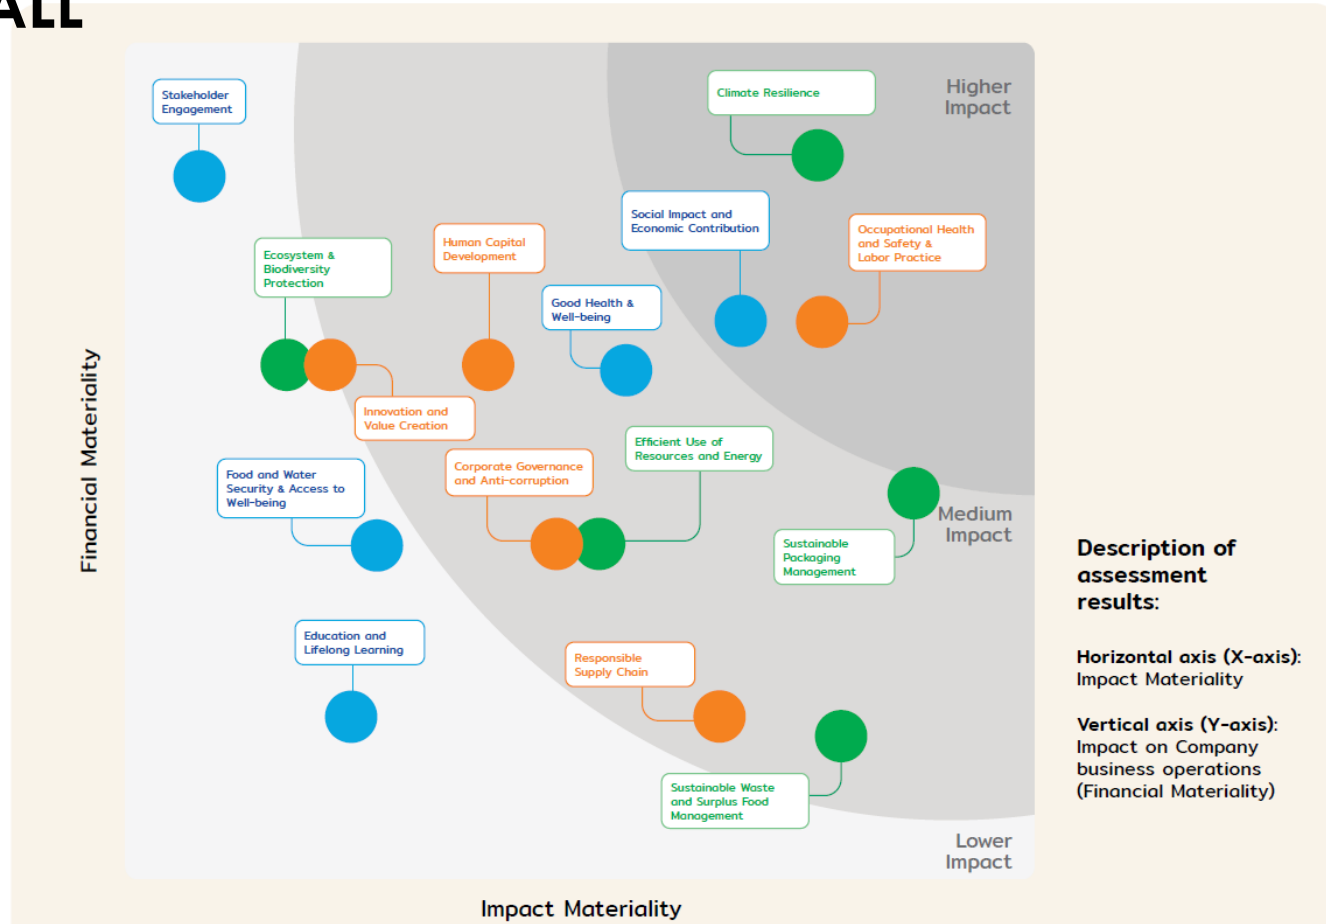 ALL
Stakeholder
Engagement
Climate Resilience
Higher
Impact
Social Impact and
Economic Contribution
Occupational Health
and Safety &
Labor Practice
Human Capital
Development
Ecosystem &
Biodiversity
Protection
Good Health &
Well-being
Innovation and
Value Creation
Efficient Use of
Resources and Energy
Corporate Governance
and Anti-corruption
Food and Water
Security & Access to
Well-being
Medium
Impact
Sustainable
Packaging
Management
Education and
Lifelong Learning
Responsible
Supply Chain
Sustainable Waste
and Surplus Food
Management
Lower
Impact
Financial Materiality
Impact Materiality
Description of
assessment
results:
Horizontal axis (X-axis):
Impact Materiality
Vertical axis (Y-axis):
Impact on Company
business operations
(Financial Materiality)